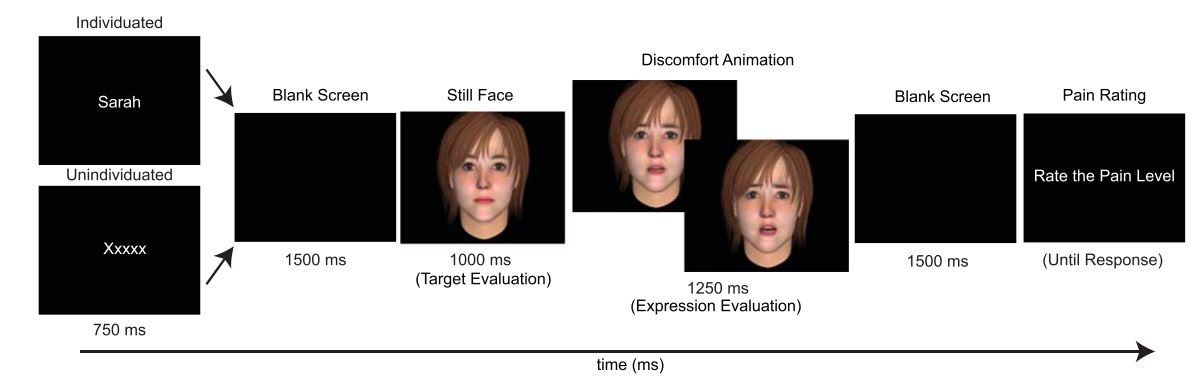 Individuated
Sarah
Unindividuated
Xxxxx
750 ms
Blank Screen
1500 ms
Still Face
1000 ms
(Target Evaluation)
Discomfort Animation
1250 ms
(Expression Evaluation)
Blank Screen
1500 ms
Pain Rating
Rate the Pain Level
(Until Response)
time (ms)